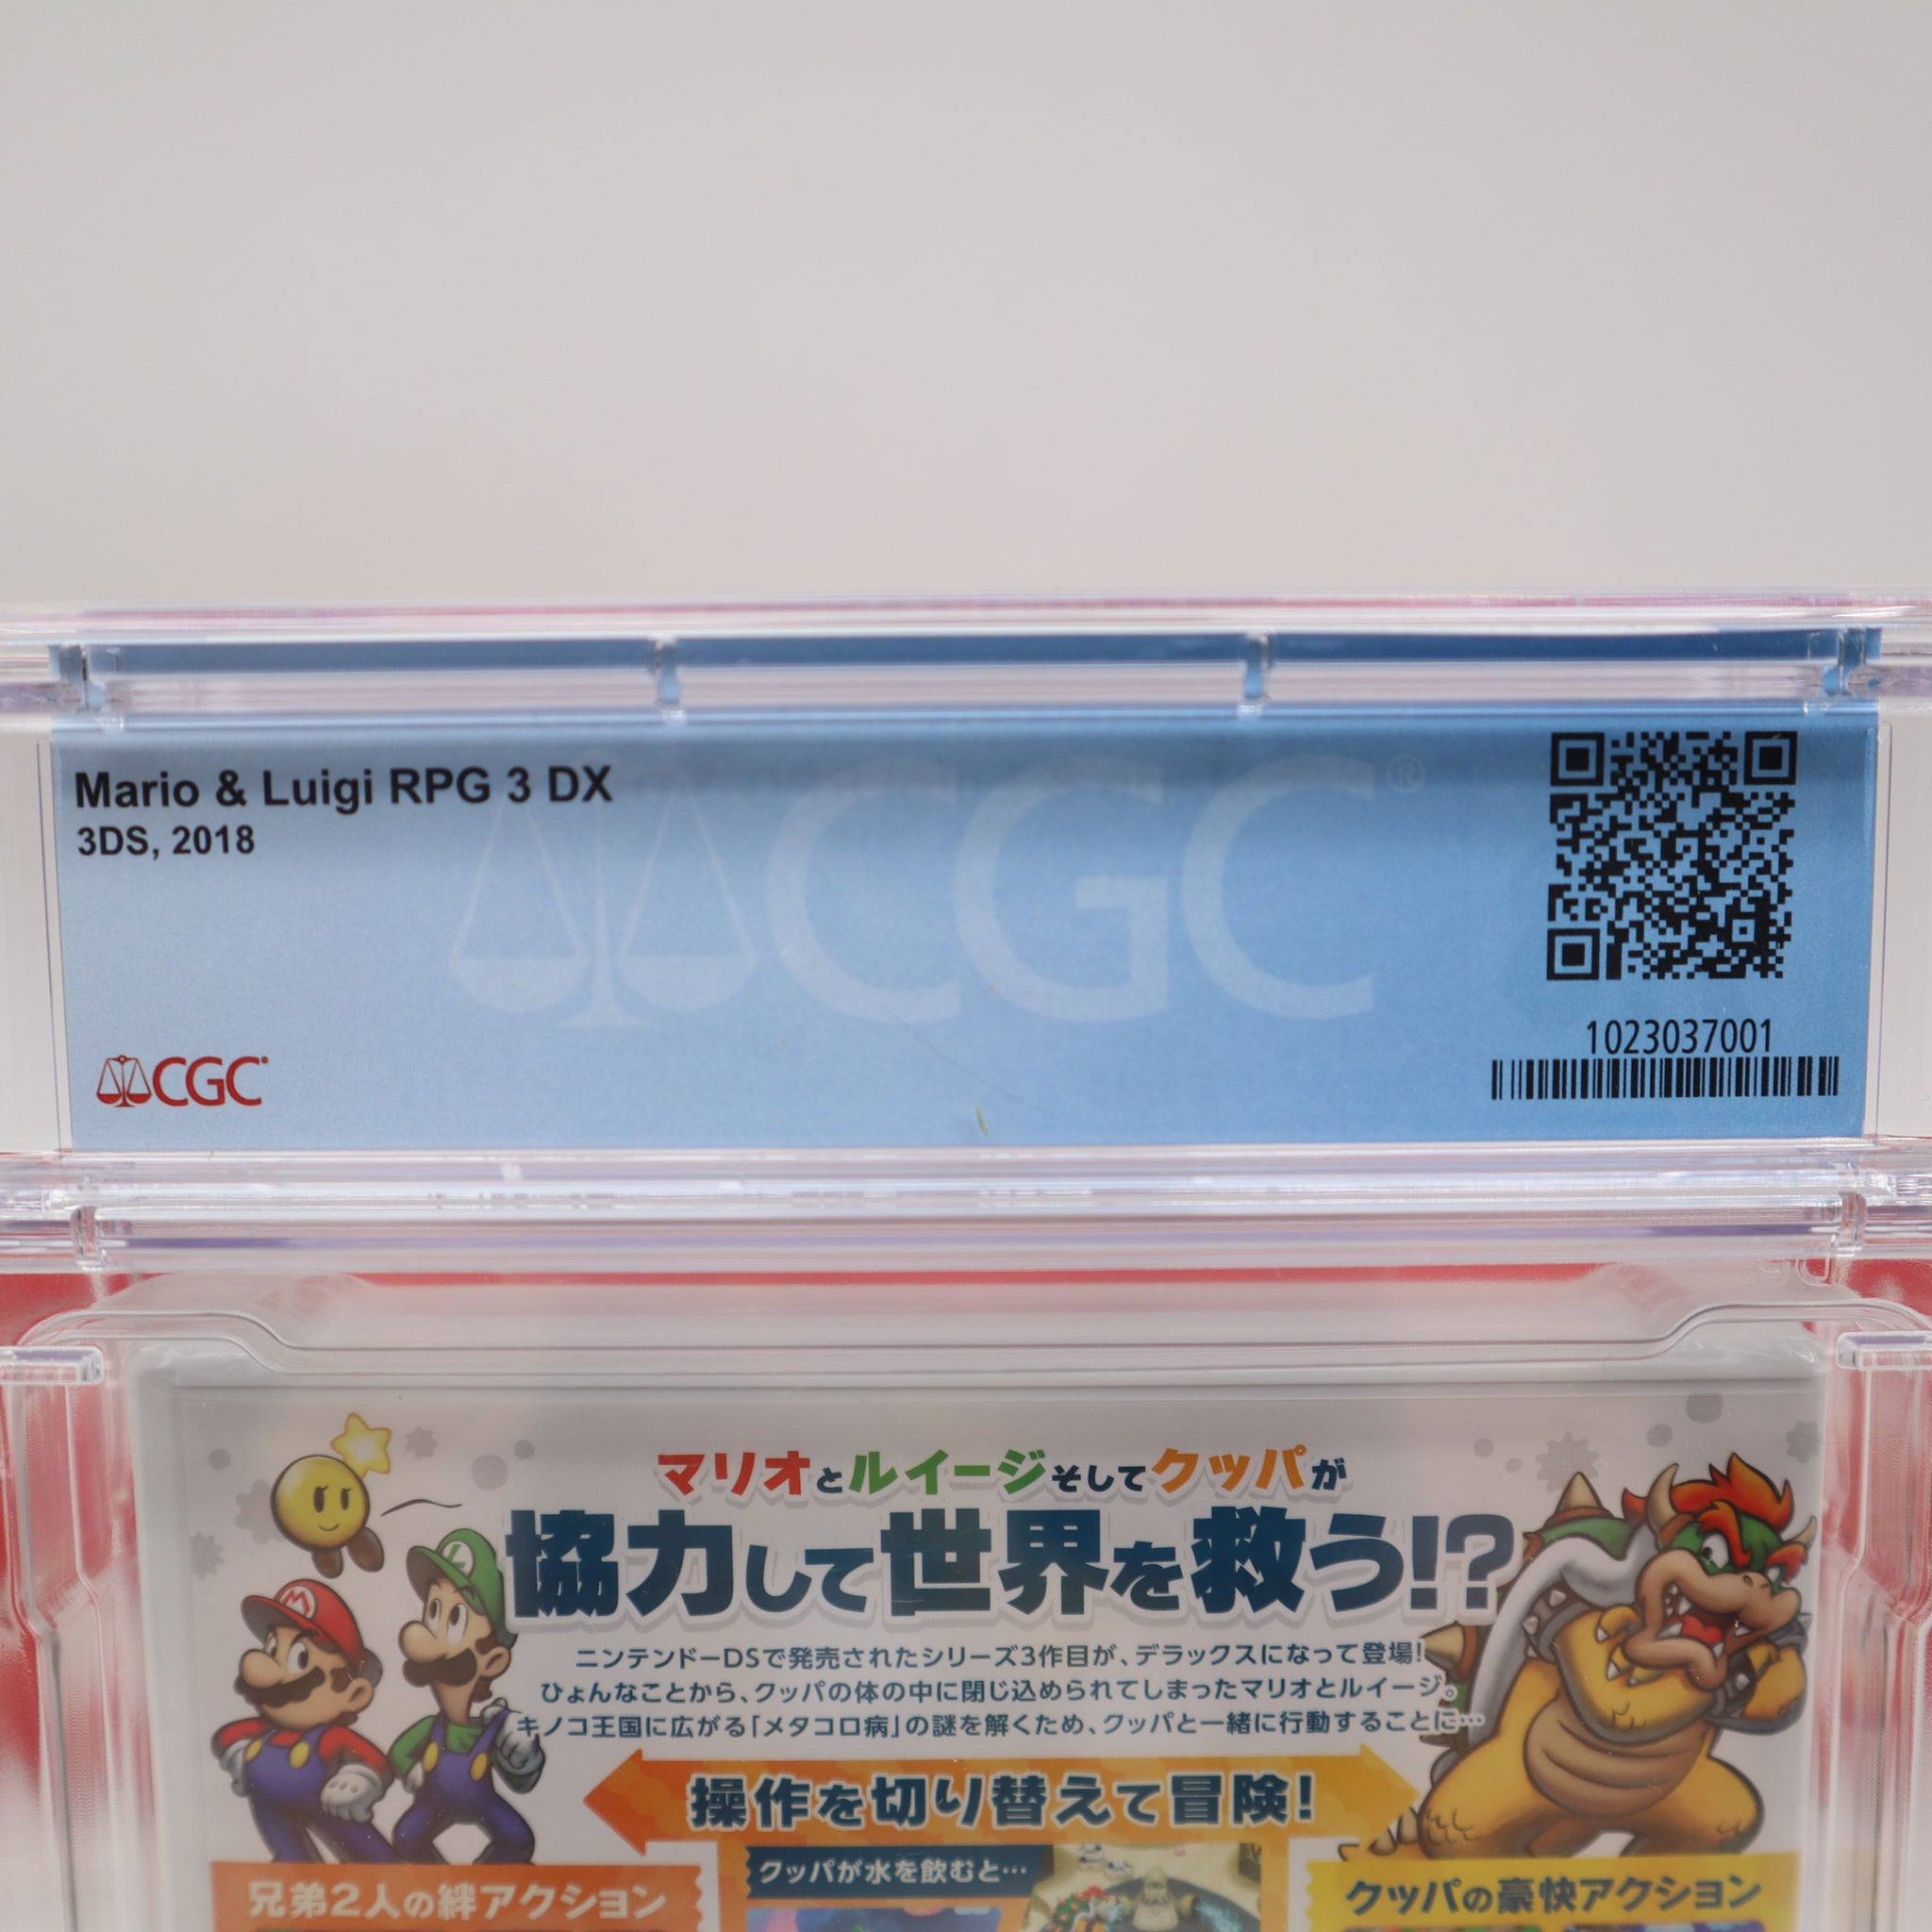 Mario & Luigi RPG 3 DX
3DS, 2018
CGC®
1023037001
CGC
マリオとルイージそしてクッパが
協力して世界を救う!?
ニンテンドーDSで発売されたシリーズ3作目が、デラックスになって登場!
ひょんなことから、クッパの体の中に閉じ込められてしまったマリオとルイージ。
キノコ王国に広がる「メタコロ病」の謎を解くため、クッパと一緒に行動することに…
操作を切り替えて冒険!
クッパが水を飲むと…
兄弟2人の絆アクション
クッパの豪快アクション